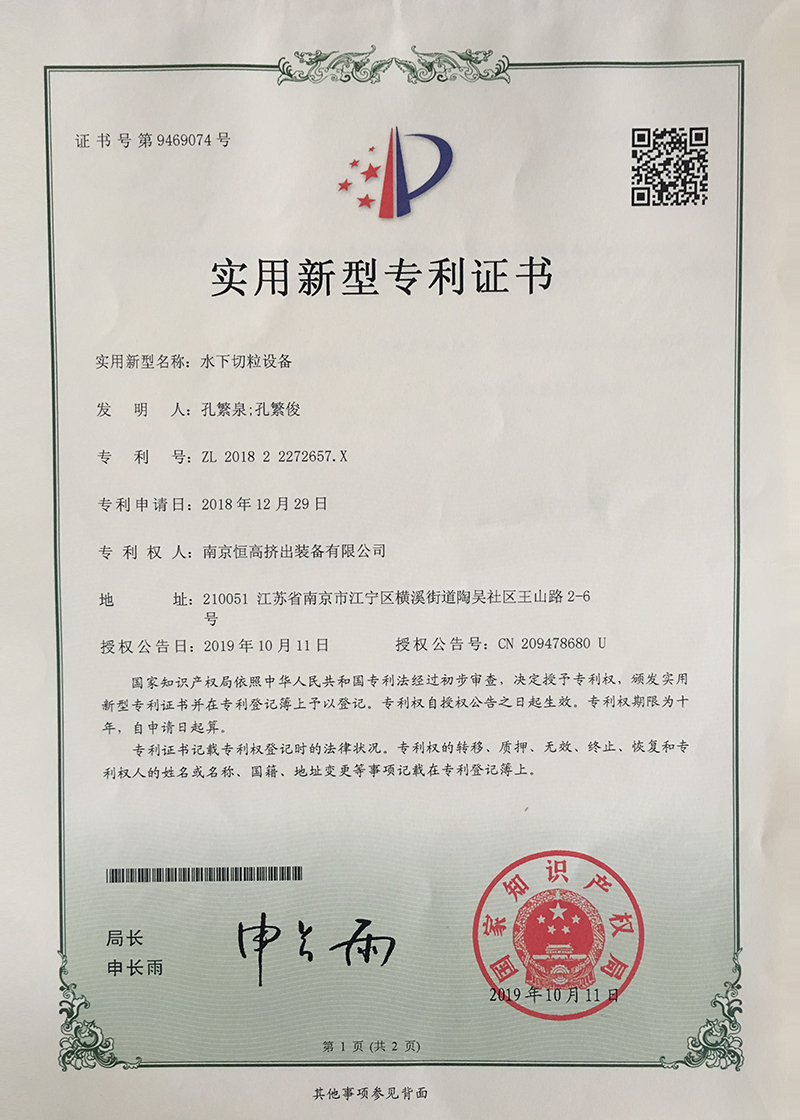 证书号第9469074号
实用新型专利证书
实用新型名称：水下切粒设备
发明人：孔繁泉;孔繁俊
专利号：ZL 2018 2 2272657.X
专利申请日：2018年12月29日
专利权人：南京恒高挤出装备有限公司
地址：210051 江苏省南京市江宁区横溪街道陶吴社区王山路2-6
号
授权公告日：2019年10月11日 授权公告号：CN 209478680 U
国家知识产权局依照中华人民共和国专利法经过初步审查，决定授予专利权，颁发实用
新型专利证书并在专利登记簿上予以登记。专利权自授权公告之日起生效。专利权期限为十
年，自申请日起算。
专利证书记载专利权登记时的法律状况。专利权的转移、质押、无效、终止、恢复和专
利权人的姓名或名称、国籍、地址变更等事项记载在专利登记簿上。
局长
申长雨
申长雨
国家知识产权局
2019年10月11日
第 1 页 (共 2 页)
其他事项参见背面